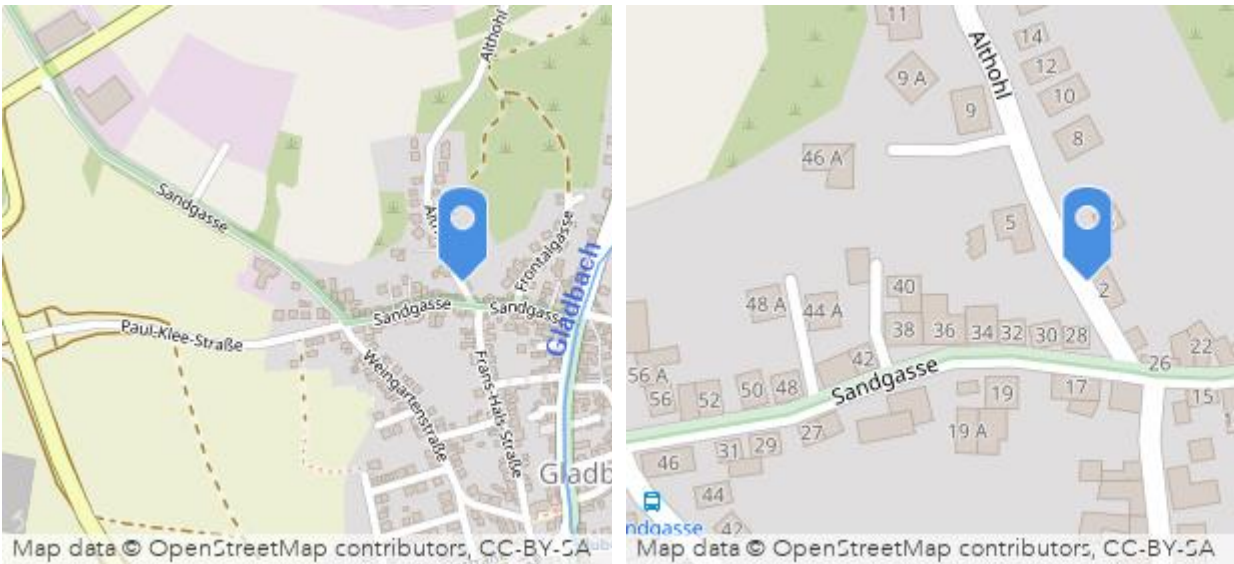 Althohl
Sandgasse
Frontalgasse
Sandgasse
Sandgasse
Gladbach
Paul-Klee-Straße
Weingartenstraße
Frans-Hals-Straße
Gladb
Map data © OpenStreetMap contributors, CC-BY-SA
11
Althohl
14
12
10
9 A
9
8
46 A
5
2
40
48 A
44 A
38
36
34
32
30
28
42
26
22
56 A
56
52
50
48
Sandgasse
19
17
15
27
19 A
31
29
46
44
42
ndgasse
Map data © OpenStreetMap contributors, CC-BY-SA